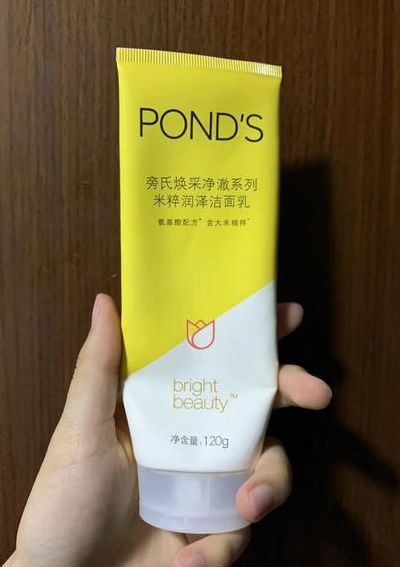 POND'S
旁氏焕采净澈系列
米粹润泽洁面乳
氨基酸配方* 含大米精粹*
bright
beauty™
净含量: 120g